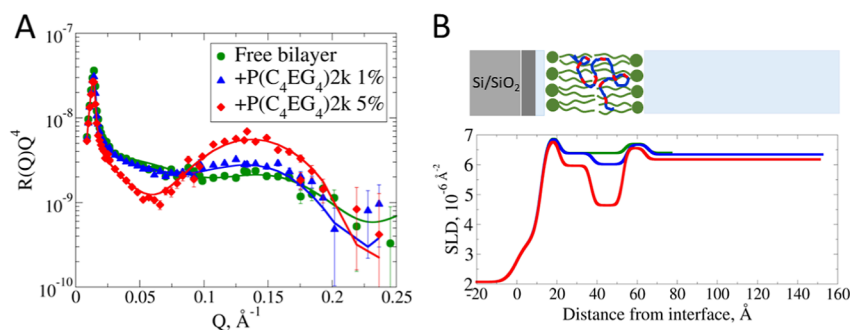 A
R(Q)Q⁴
10⁻⁷
10⁻⁸
10⁻⁹
10⁻¹⁰
Free bilayer
+P(C₄EG₄)2k 1%
+P(C₄EG₄)2k 5%
0 0.05 0.1 0.15 0.2 0.25
Q, Å⁻¹
B
Si/SiO₂
SLD, 10⁻⁶ Å⁻²
7
6
5
4
3
2
-20 0 20 40 60 80 100 120 140 160
Distance from interface, Å